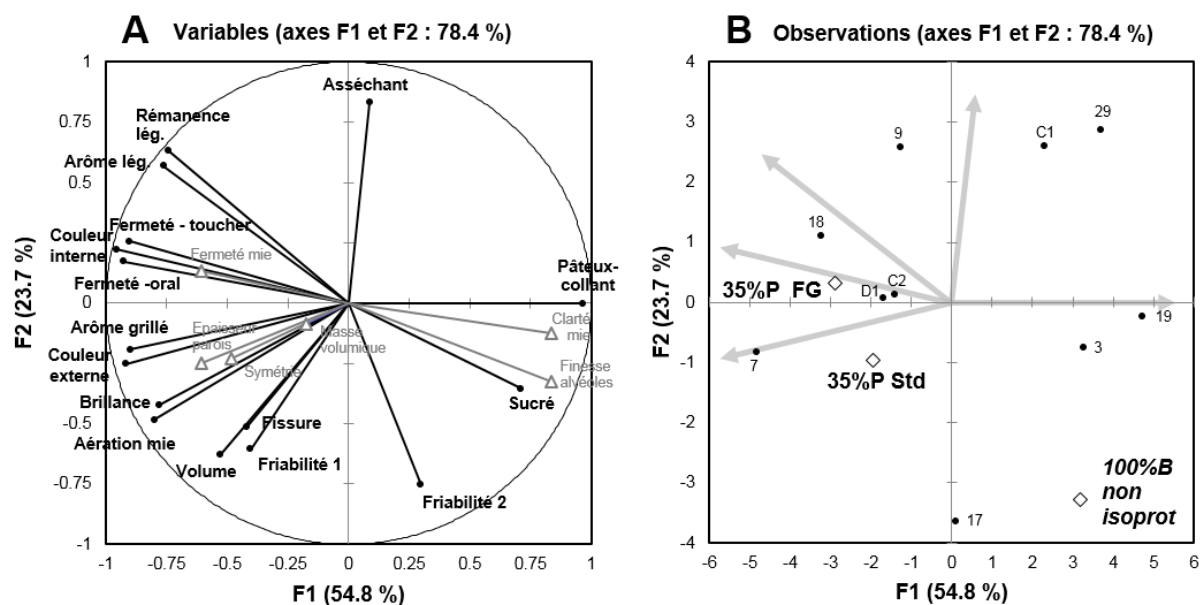 A Variables (axes F1 et F2 : 78.4 %)
1
0.75
0.5
0.25
0
-0.25
-0.5
-0.75
-1
F2 (23.7 %)
Asséchant
Rémanence
lég.
Arôme lég.
Fermeté - toucher
Couleur
interne
Fermeté mie
Fermeté -oral
Pâteux-
collant
Arôme grillé
Epaisseur
parois
Masse
volumique
Clarté
mie
Couleur
externe
Symétrie
Finesse
alvéoles
Brillance
Sucré
Aération mie
Fissure
Volume
Friabilité 1
Friabilité 2
-1 -0.75 -0.5 -0.25 0 0.25 0.5 0.75 1
F1 (54.8 %)
B Observations (axes F1 et F2 : 78.4 %)
4
3
2
1
0
-1
-2
-3
-4
F2 (23.7 %)
29
9
C1
18
35%P FG
D1
C2
19
3
7
35%P Std
100%B
non
isoprot
17
-6 -5 -4 -3 -2 -1 0 1 2 3 4 5 6
F1 (54.8 %)